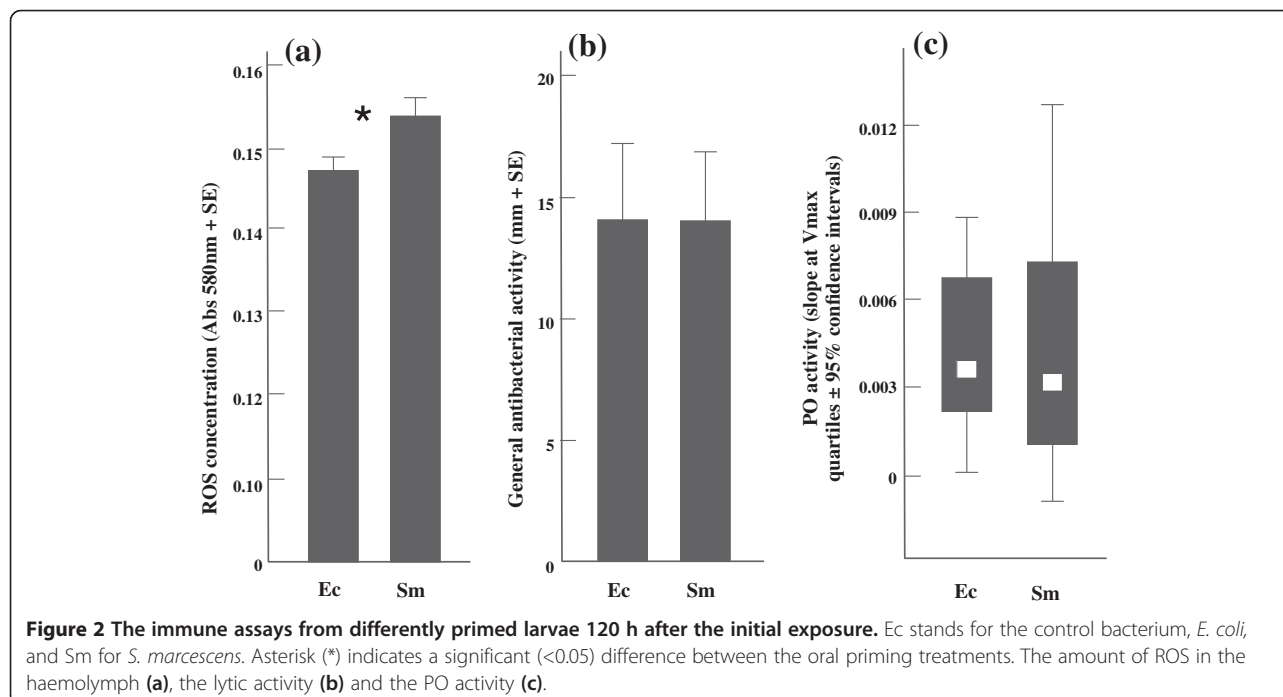 (a)
(b)
(c)
ROS concentration (Abs 580nm + SE)
0.16
0.15
0.14
0.13
0.12
0.10
0
Ec
Sm
*
General antibacterial activity (mm + SE)
20
15
10
5
0
Ec
Sm
PO activity (slope at Vmax
quartiles ± 95% confidence intervals)
0.012
0.009
0.006
0.003
0
Ec
Sm
Figure 2 The immune assays from differently primed larvae 120 h after the initial exposure. Ec stands for the control bacterium, E. coli,
and Sm for S. marcescens. Asterisk (*) indicates a significant (<0.05) difference between the oral priming treatments. The amount of ROS in the
haemolymph (a), the lytic activity (b) and the PO activity (c).